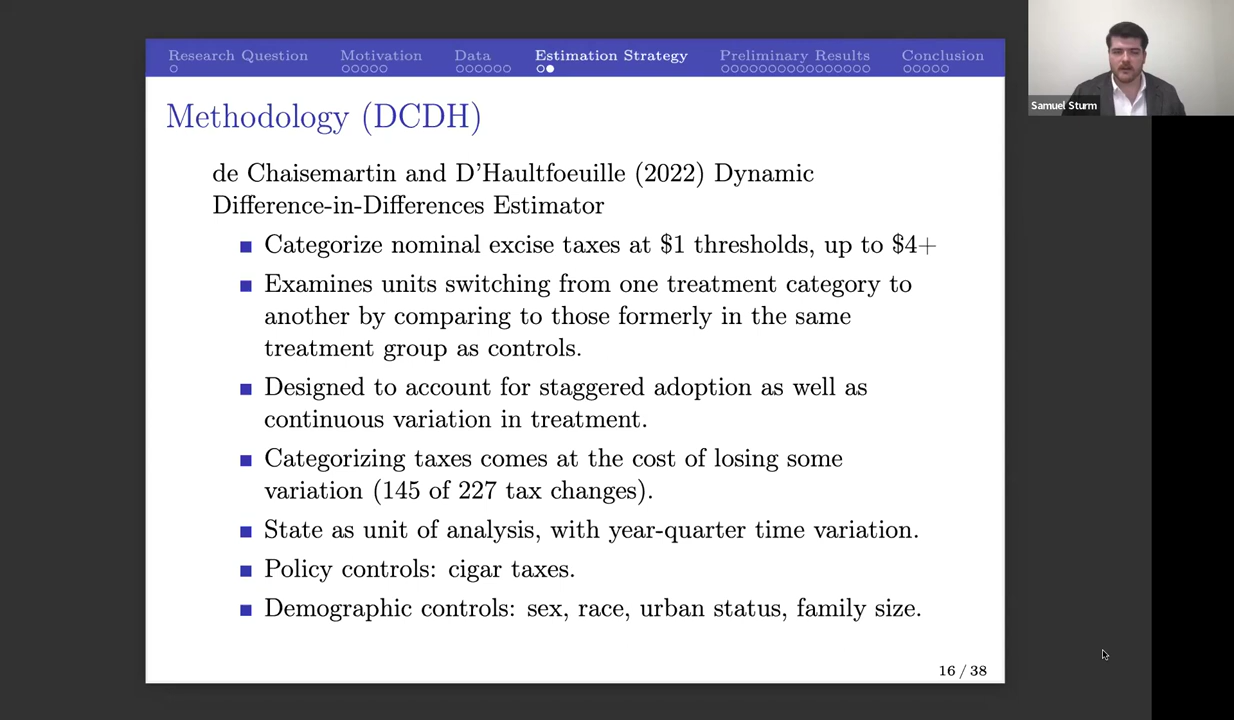 Research Question
Motivation
Data
Estimation Strategy
Preliminary Results
Conclusion
Samuel Sturm
Methodology (DCDH)
de Chaisemartin and D'Haultfoeuille (2022) Dynamic
Difference-in-Differences Estimator
Categorize nominal excise taxes at $1 thresholds, up to $4+
Examines units switching from one treatment category to
another by comparing to those formerly in the same
treatment group as controls.
Designed to account for staggered adoption as well as
continuous variation in treatment.
Categorizing taxes comes at the cost of losing some
variation (145 of 227 tax changes).
State as unit of analysis, with year-quarter time variation.
Policy controls: cigar taxes.
Demographic controls: sex, race, urban status, family size.
16 / 38